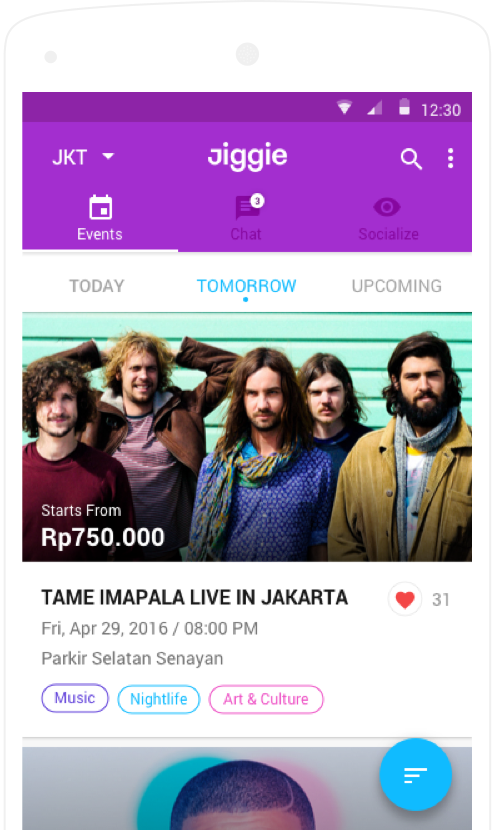 12:30
JKT
Jiggie
3
Events
Chat
Socialize
TODAY
TOMORROW
UPCOMING
Starts From
Rp750.000
TAME IMAPALA LIVE IN JAKARTA
31
Fri, Apr 29, 2016 / 08:00 PM
Parkir Selatan Senayan
Music
Nightlife
Art & Culture